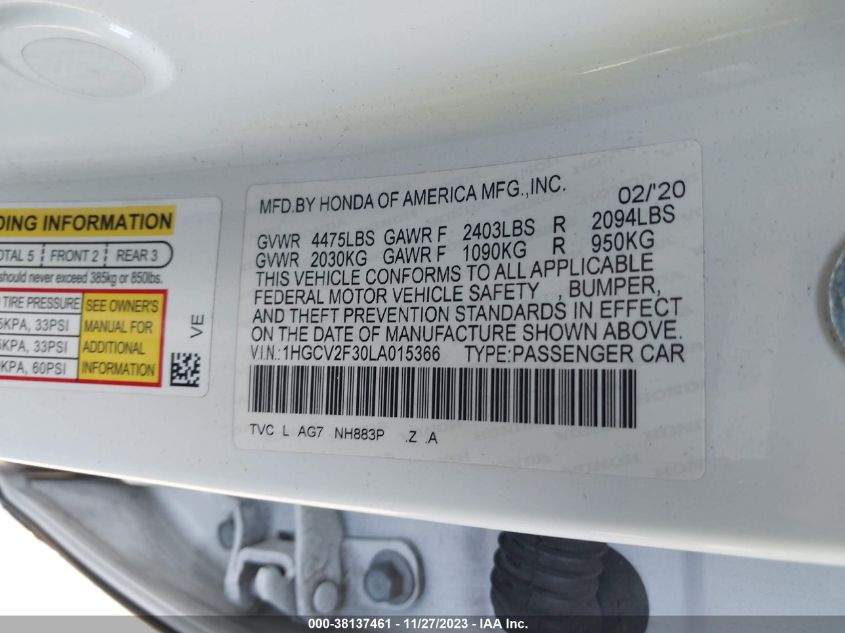 DING INFORMATION
OTAL 5 FRONT 2 REAR 3
should never exceed 385kg or 850lbs.
TIRE PRESSURE
KPA, 33PSI
KPA, 33PSI
KPA, 60PSI
SEE OWNER'S
MANUAL FOR
ADDITIONAL
INFORMATION
VE
MFD.BY HONDA OF AMERICA MFG.,INC. 02/'20
GVWR 4475LBS GAWR F 2403LBS R 2094LBS
GVWR 2030KG GAWR F 1090KG R 950KG
THIS VEHICLE CONFORMS TO ALL APPLICABLE
FEDERAL MOTOR VEHICLE SAFETY , BUMPER,
AND THEFT PREVENTION STANDARDS IN EFFECT
ON THE DATE OF MANUFACTURE SHOWN ABOVE.
V.I.N.:1HGCV2F30LA015366 TYPE:PASSENGER CAR
TVC L AG7 NH883P .Z .A
000-38137461 - 11/27/2023 - IAA Inc.